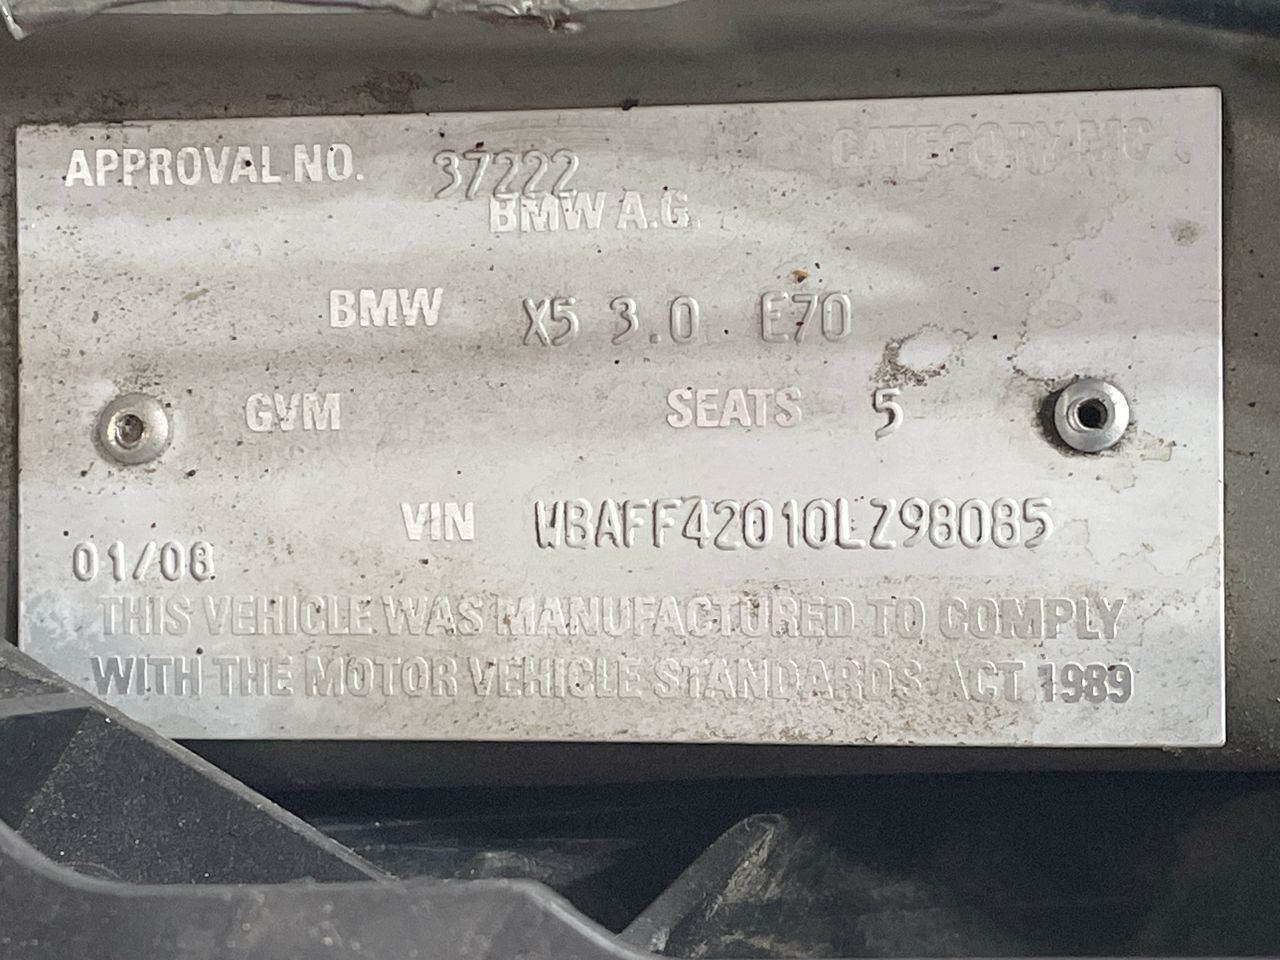 APPROVAL NO. 37222 CATEGORY MC
BMW A.G.
BMW X5 3.0 E70
GVM SEATS 5
VIN WBAFF42010LZ98085
01/08
THIS VEHICLE WAS MANUFACTURED TO COMPLY
WITH THE MOTOR VEHICLE STANDARDS ACT 1989